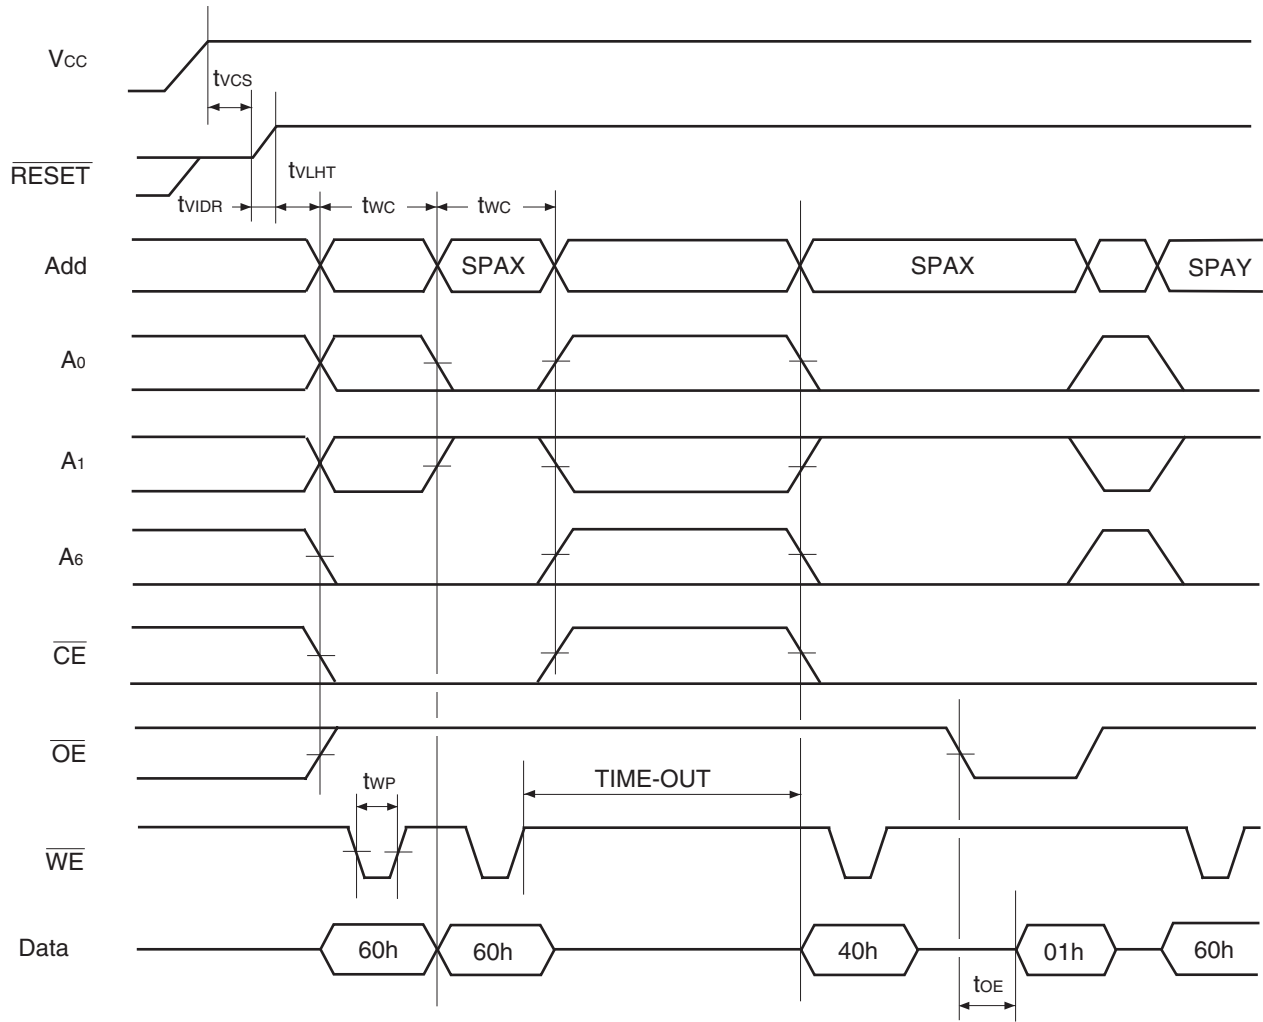 VCC
tVCS
RESET
tVLHT
tVIDR
tWC
tWC
Add
SPAX
SPAX
SPAY
A0
A1
A6
CE
OE
tWP
TIME-OUT
WE
Data
60h
60h
40h
01h
60h
tOE